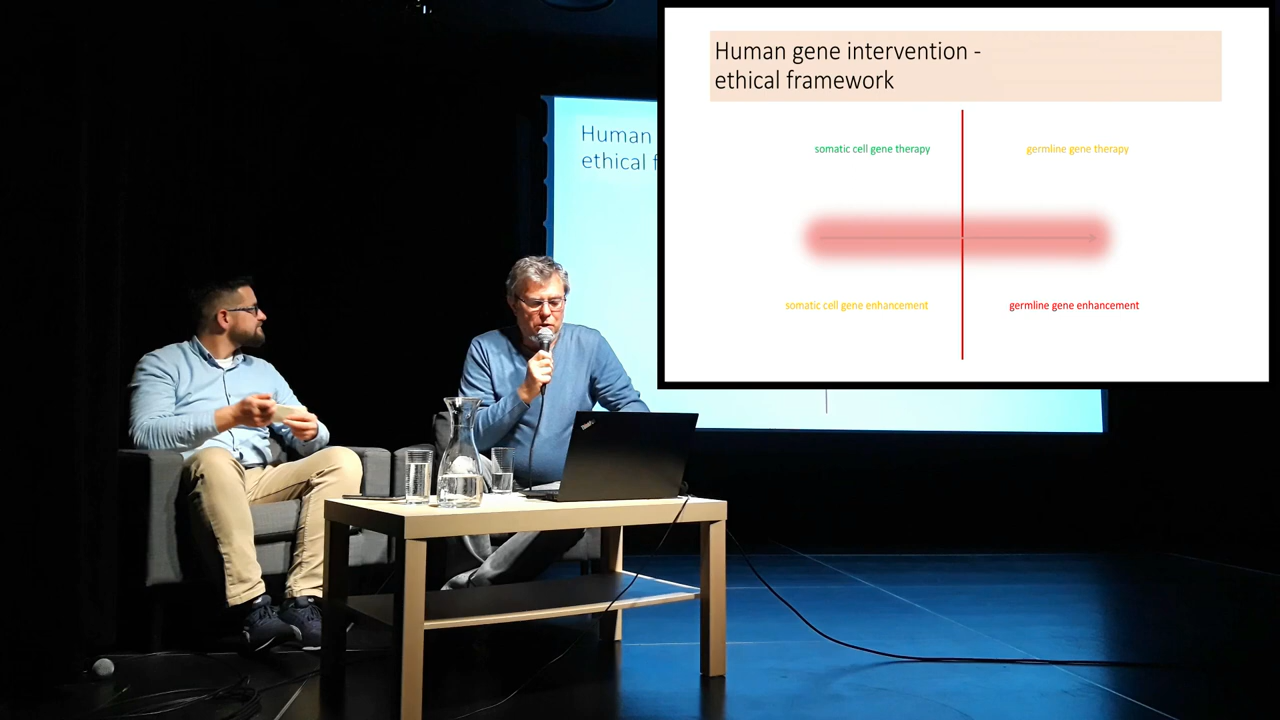 Human gene intervention -
ethical framework
somatic cell gene therapy
germline gene therapy
somatic cell gene enhancement
germline gene enhancement
Human
ethical f
ThinkPad